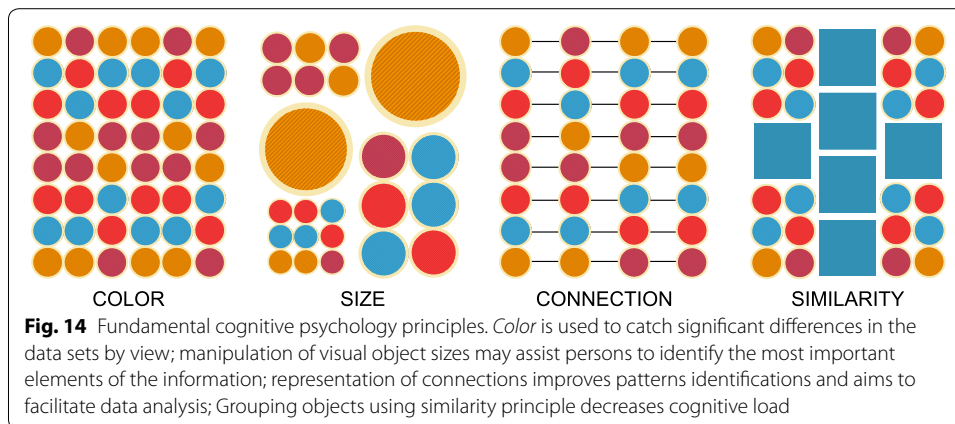 COLOR SIZE CONNECTION SIMILARITY
Fig. 14 Fundamental cognitive psychology principles. Color is used to catch significant differences in the
data sets by view; manipulation of visual object sizes may assist persons to identify the most important
elements of the information; representation of connections improves patterns identifications and aims to
facilitate data analysis; Grouping objects using similarity principle decreases cognitive load